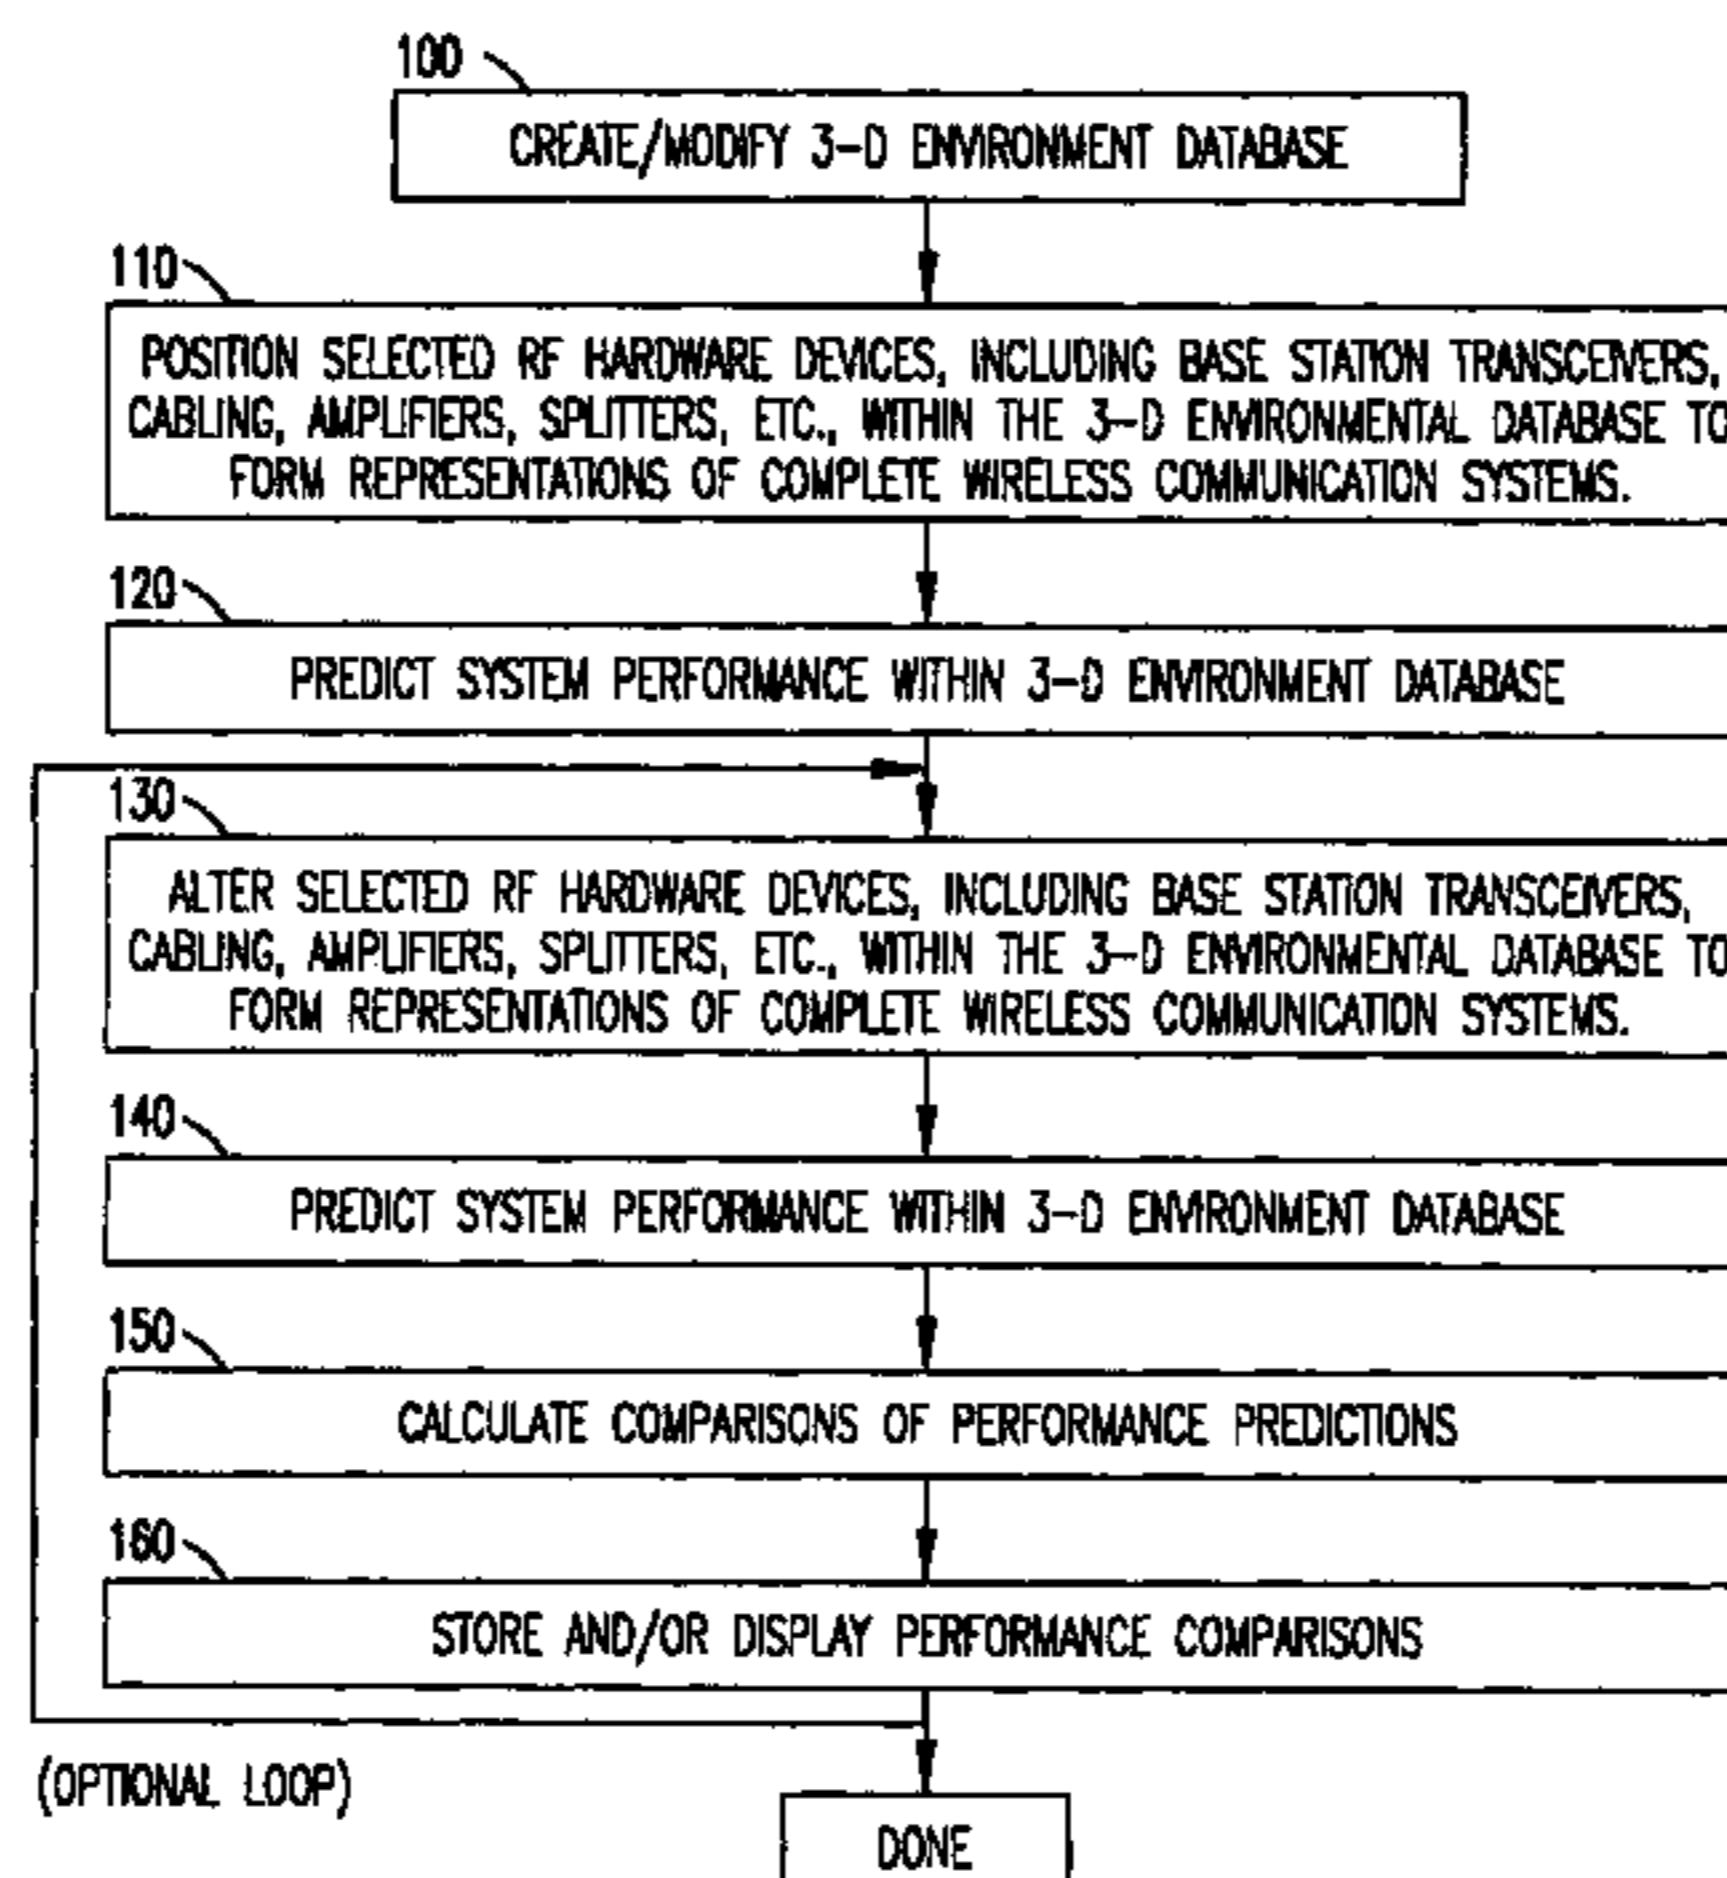 100
CREATE/MODIFY 3-D ENVIRONMENT DATABASE
110
POSITION SELECTED RF HARDWARE DEVICES, INCLUDING BASE STATION TRANSCEIVERS,
CABLING, AMPLIFIERS, SPLITTERS, ETC., WITHIN THE 3-D ENVIRONMENTAL DATABASE TO
FORM REPRESENTATIONS OF COMPLETE WIRELESS COMMUNICATION SYSTEMS.
120
PREDICT SYSTEM PERFORMANCE WITHIN 3-D ENVIRONMENT DATABASE
130
ALTER SELECTED RF HARDWARE DEVICES, INCLUDING BASE STATION TRANSCEIVERS,
CABLING, AMPLIFIERS, SPLITTERS, ETC., WITHIN THE 3-D ENVIRONMENTAL DATABASE TO
FORM REPRESENTATIONS OF COMPLETE WIRELESS COMMUNICATION SYSTEMS.
140
PREDICT SYSTEM PERFORMANCE WITHIN 3-D ENVIRONMENT DATABASE
150
CALCULATE COMPARISONS OF PERFORMANCE PREDICTIONS
160
STORE AND/OR DISPLAY PERFORMANCE COMPARISONS
(OPTIONAL LOOP)
DONE